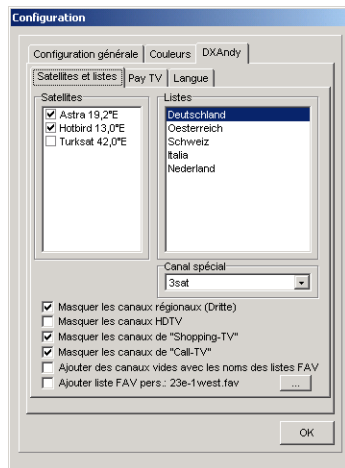 Configuration
Configuration générale Couleurs DXAndy
Satellites et listes Pay TV Langue
Satellites
Astra 19,2°E
Hotbird 13,0°E
Turksat 42,0°E
Listes
Deutschland
Oesterreich
Schweiz
Italia
Nederland
Canal spécial
3sat
Masquer les canaux régionaux (Dritte)
Masquer les canaux HDTV
Masquer les canaux de "Shopping-TV"
Masquer les canaux de "Call-TV"
Ajouter des canaux vides avec les noms des listes FAV
Ajouter liste FAV pers.: 23e-1west.fav ...
OK